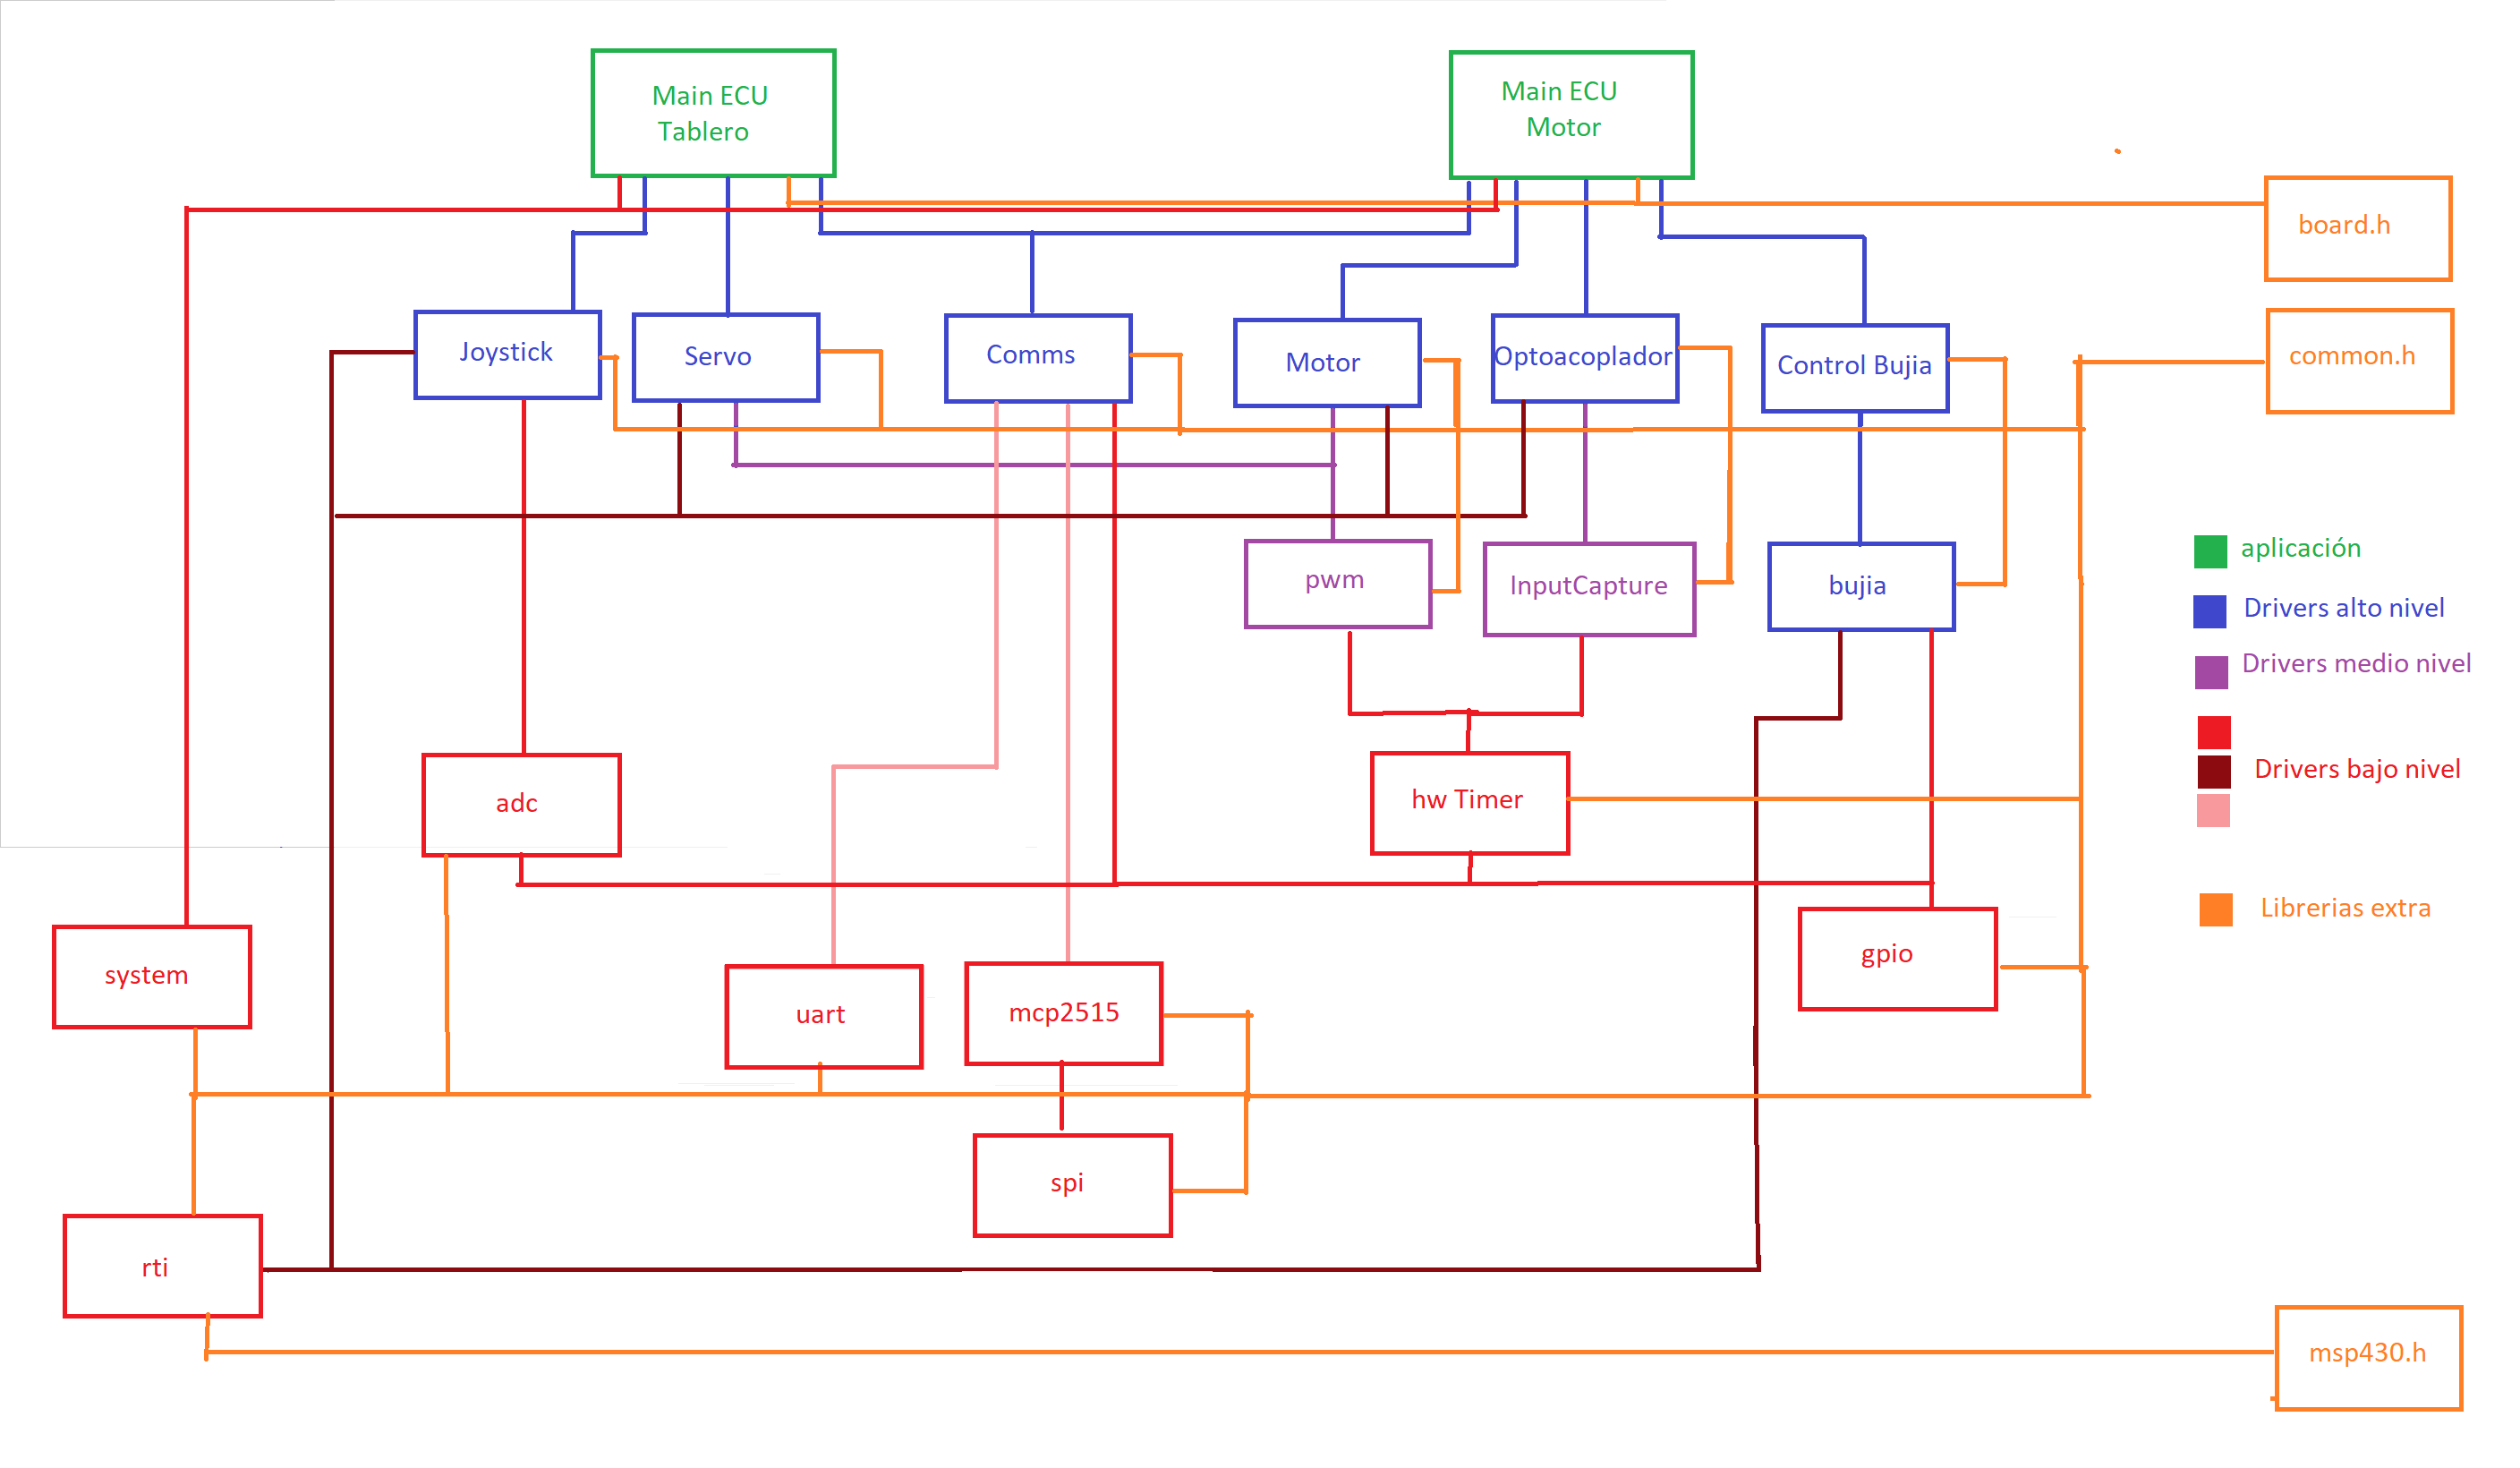 Main ECU
Tablero
Main ECU
Motor
board.h
Joystick
Servo
Comms
Motor
Optoacoplador
Control Bujia
common.h
pwm
InputCapture
bujia
aplicación
Drivers alto nivel
Drivers medio nivel
Drivers bajo nivel
Librerias extra
adc
hw Timer
system
uart
mcp2515
gpio
spi
rti
msp430.h